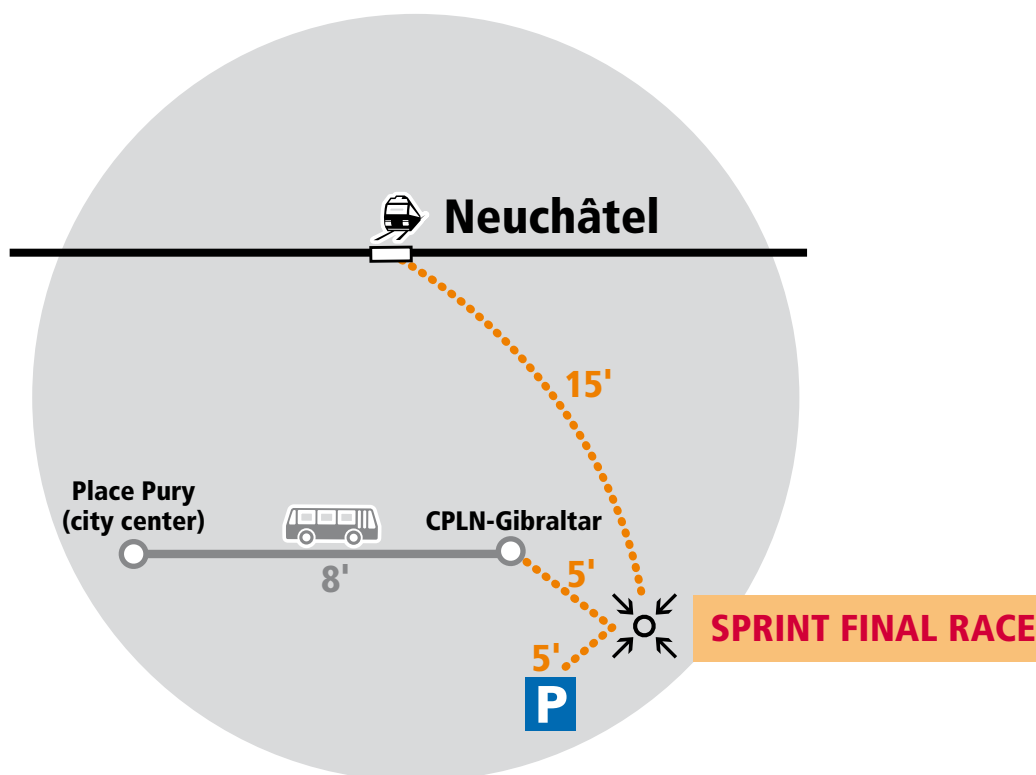 Neuchâtel
15'
Place Pury
(city center)
CPLN-Gibraltar
8'
5'
SPRINT FINAL RACE
5'
P